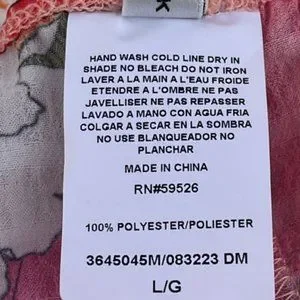 K
HAND WASH COLD LINE DRY IN
SHADE NO BLEACH DO NOT IRON
LAVER A LA MAIN A L'EAU FROIDE
ETENDRE A L'OMBRE NE PAS
JAVELLISER NE PAS REPASSER
LAVADO A MANO CON AGUA FRIA
COLGAR A SECAR EN LA SOMBRA
NO USE BLANQUEADOR NO
PLANCHAR
MADE IN CHINA
RN#59526
100% POLYESTER/POLIESTER
3645045M/083223 DM
L/G